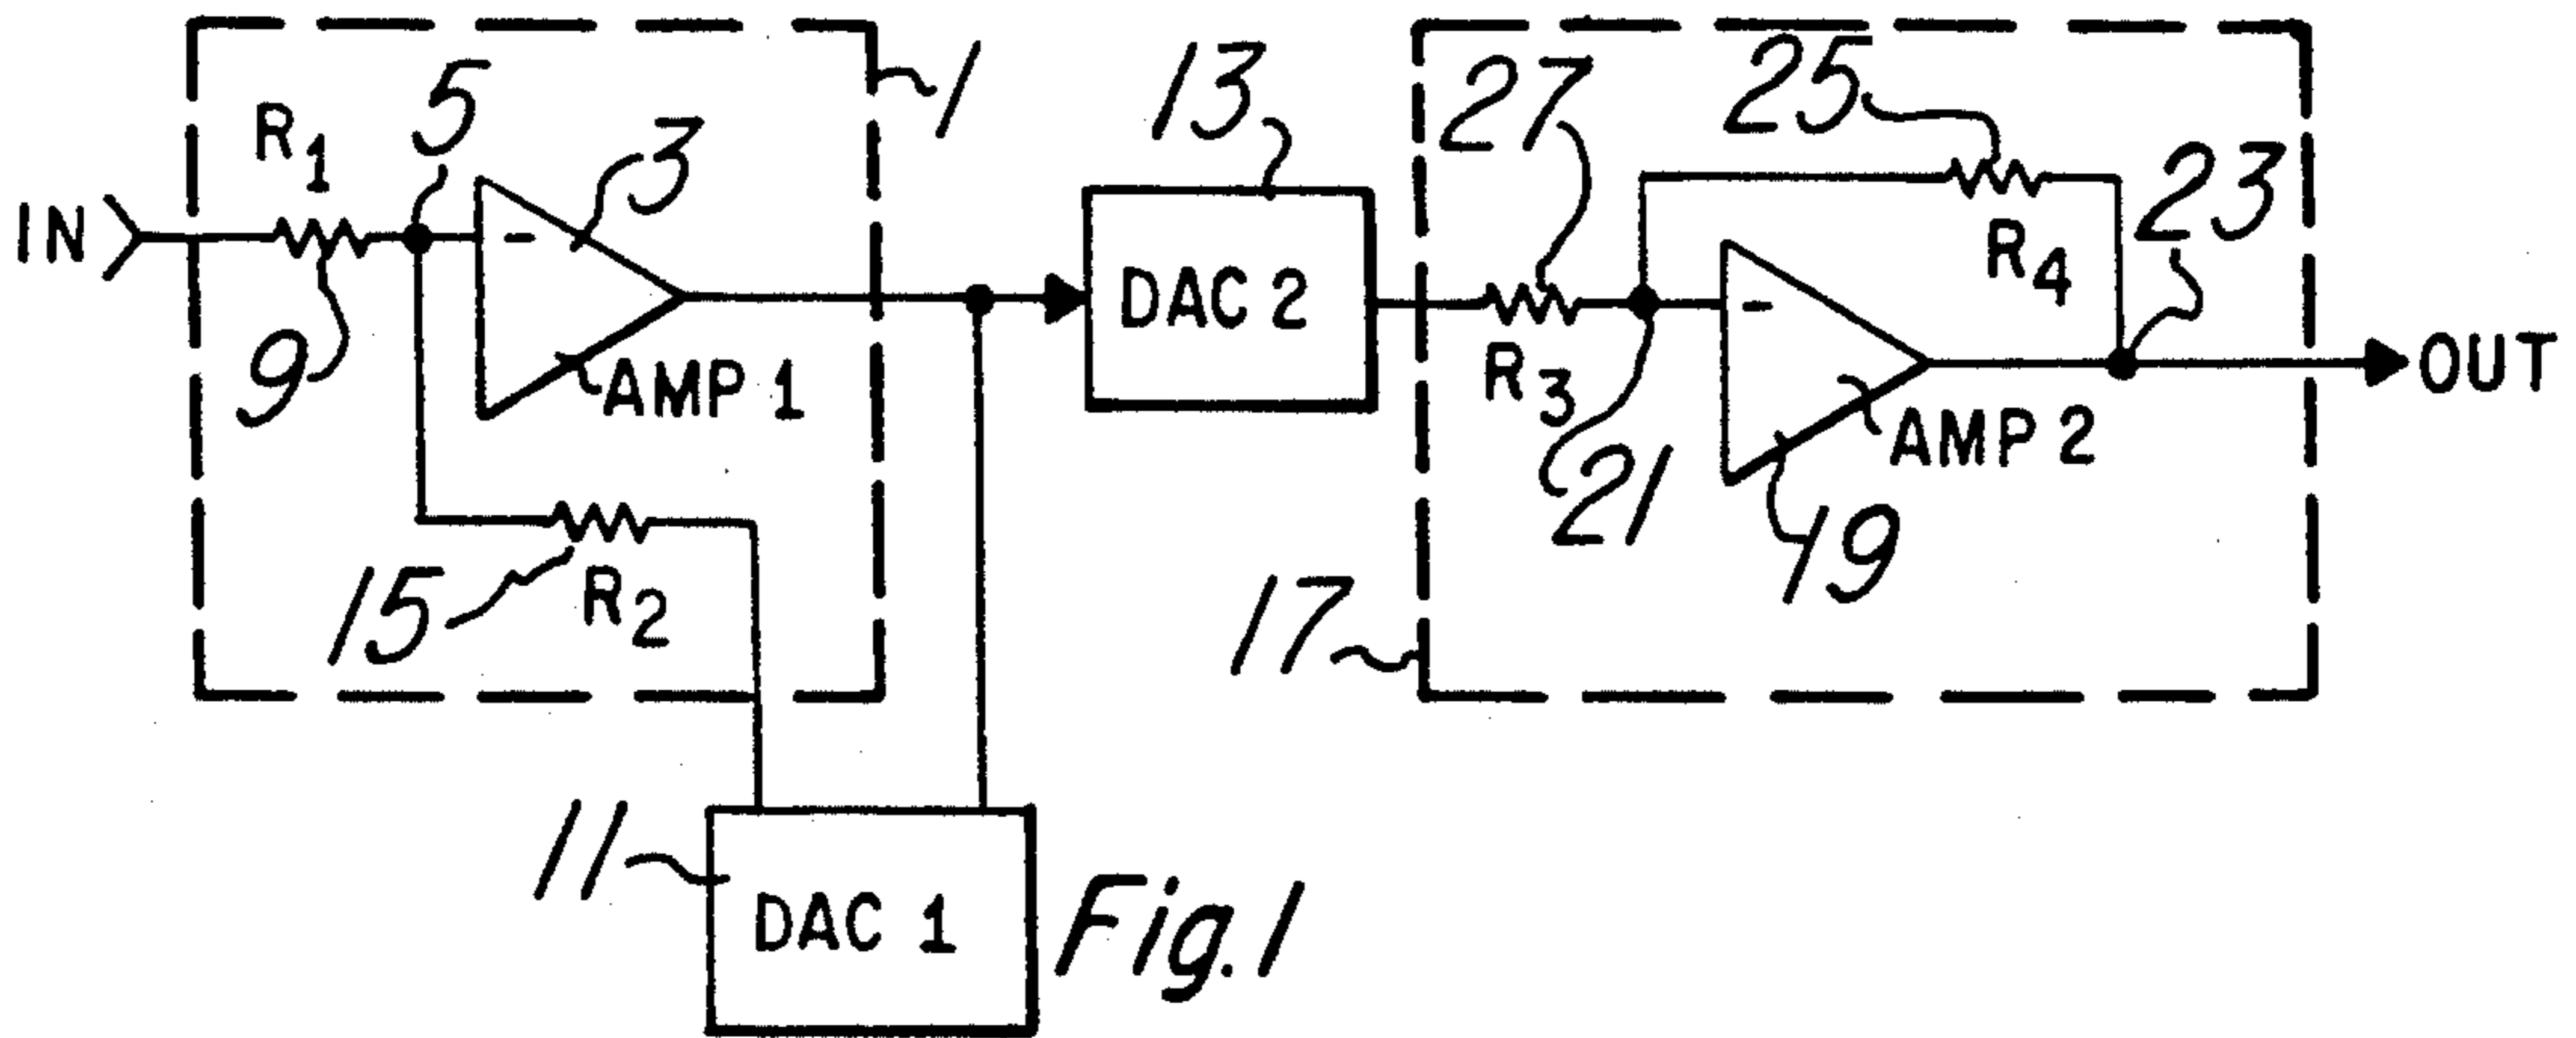 1
13
27
25
5
3
R1
23
IN
R4
DAC 2
OUT
9
AMP 1
R3
AMP 2
21
19
15
R2
17
11
DAC 1
Fig. 1